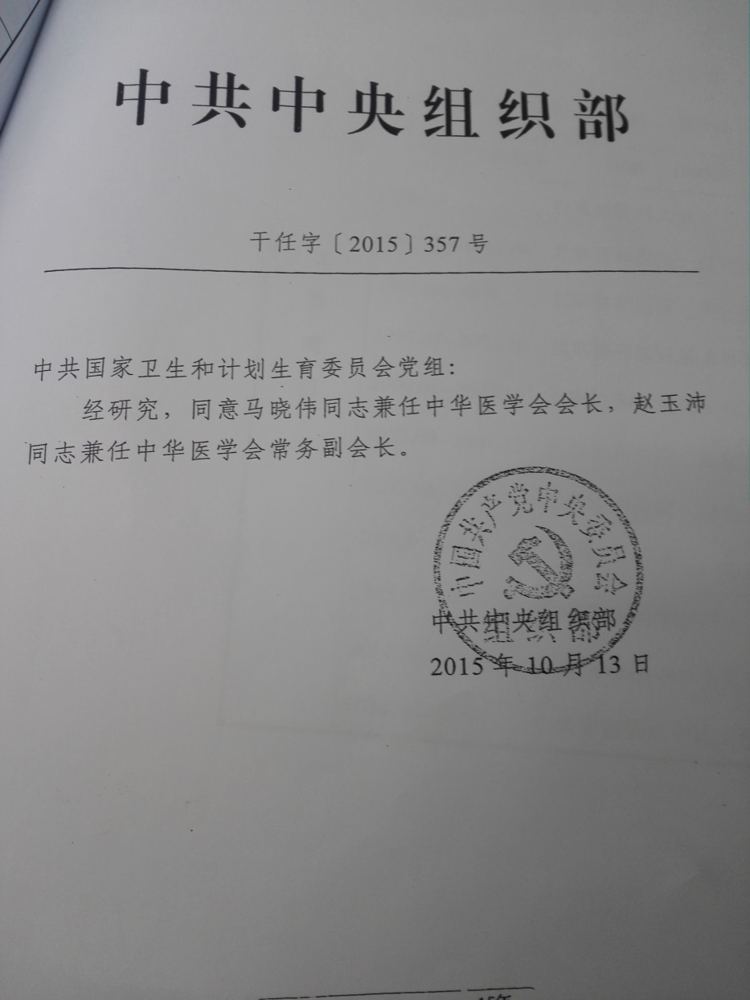 中共中央组织部
干任字〔2015〕357号
中共国家卫生和计划生育委员会党组：
经研究，同意马晓伟同志兼任中华医学会会长，赵玉沛
同志兼任中华医学会常务副会长。
中国共产党中央委员会
组织部
中共中央组织部
2015年10月13日